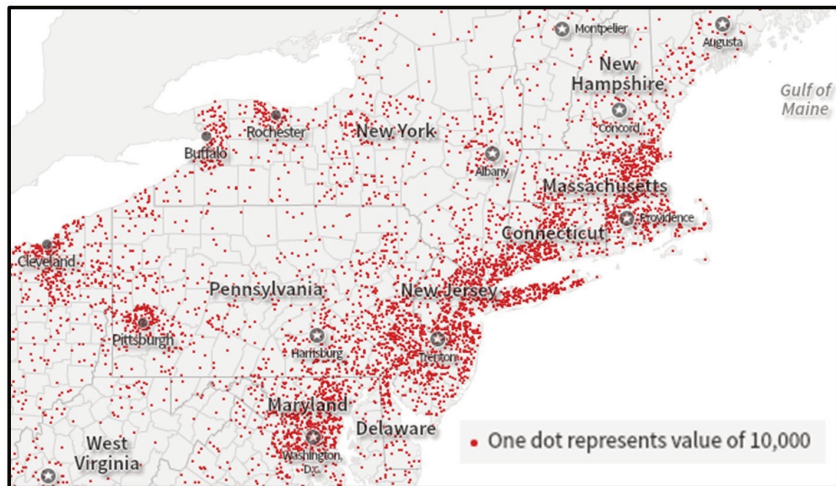 Montpelier
Augusta
New
Hampshire
Gulf of
Maine
Concord
Rochester
New York
Buffalo
Albany
Massachusetts
Providence
Connecticut
Cleveland
Pennsylvania
New Jersey
Pittsburgh
Harrisburg
Trenton
Maryland
Delaware
West
Virginia
Washington,
D.c.
One dot represents value of 10,000